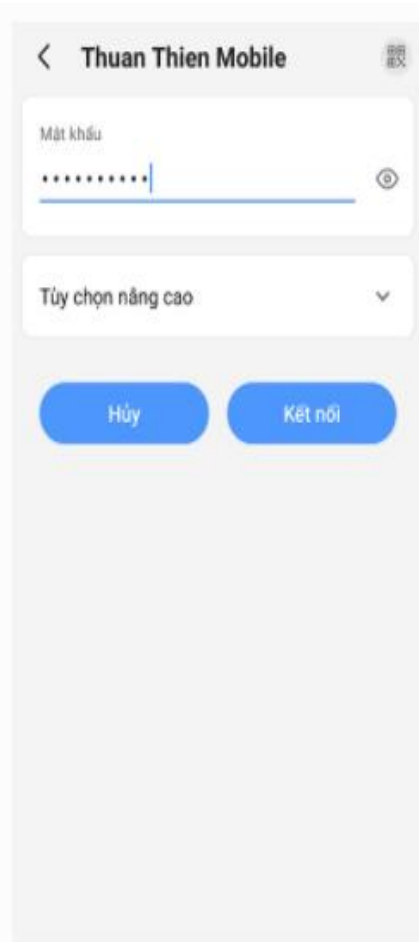 Thuan Thien Mobile
Mật khẩu
••••••••••
Tùy chọn nâng cao
Hủy
Kết nối